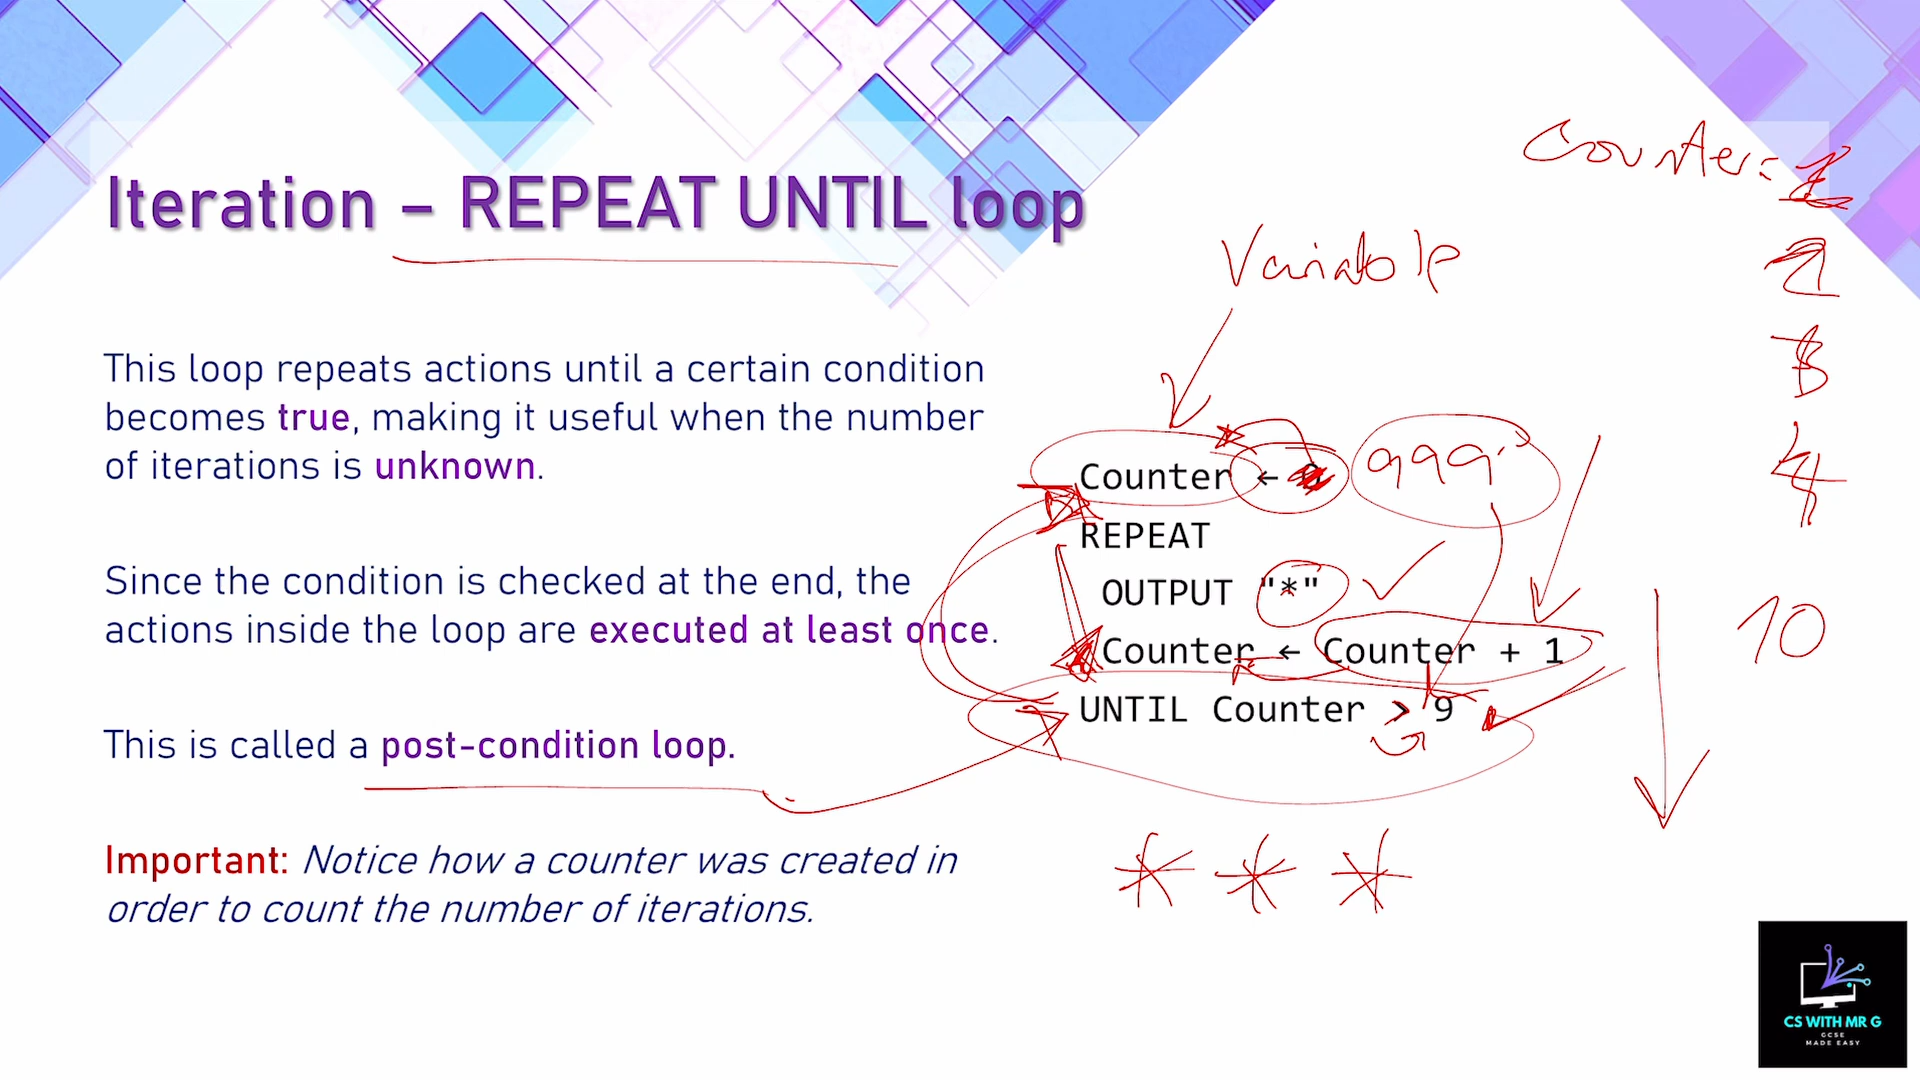 Iteration – REPEAT UNTIL loop
Counter=
1
2
3
4
10
Variable
This loop repeats actions until a certain condition
becomes true, making it useful when the number
of iterations is unknown.
Since the condition is checked at the end, the
actions inside the loop are executed at least once.
This is called a post-condition loop.
Important: Notice how a counter was created in
order to count the number of iterations.
Counter ← 999
REPEAT
OUTPUT "*"
Counter ← Counter + 1
UNTIL Counter > 9
* * *
CS WITH MR G
GCSE
MADE EASY